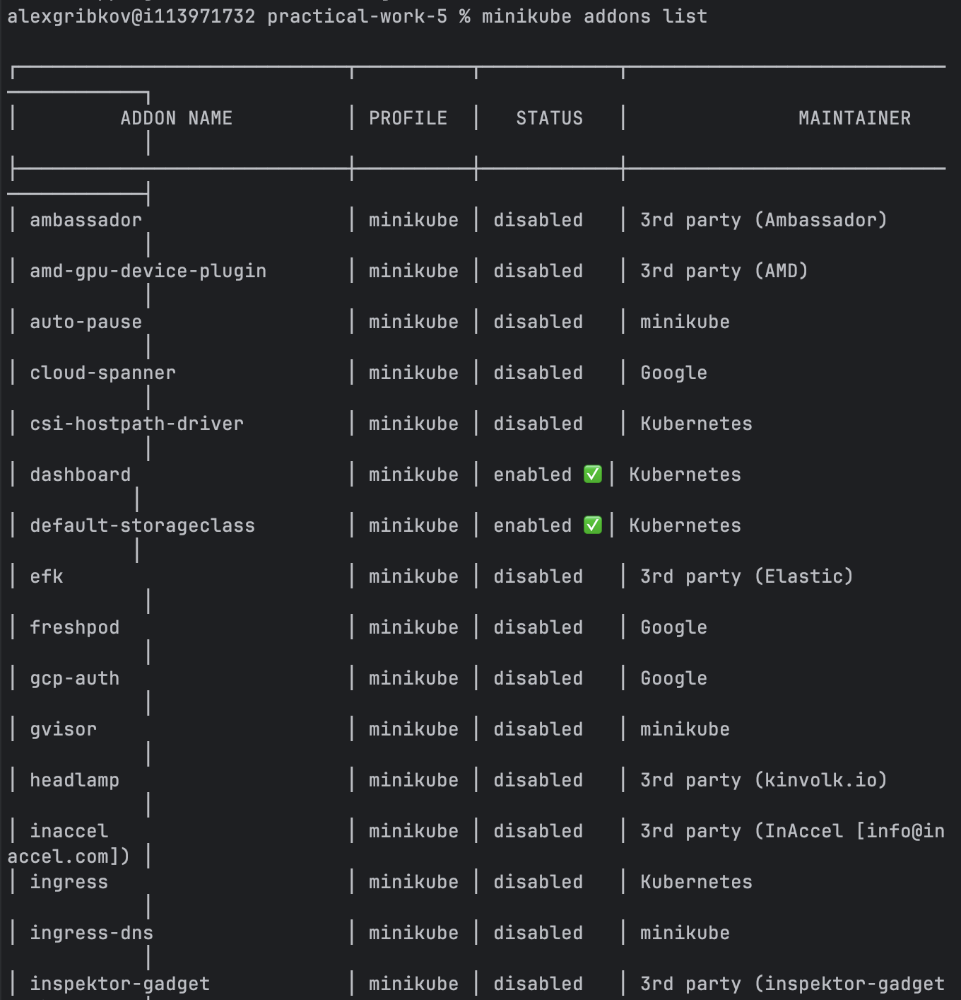 alexgribkov@i113971732 practical-work-5 % minikube addons list
│ ADDON NAME │ PROFILE │ STATUS │ MAINTAINER
│
│ ambassador │ minikube │ disabled │ 3rd party (Ambassador)
│
│ amd-gpu-device-plugin │ minikube │ disabled │ 3rd party (AMD)
│
│ auto-pause │ minikube │ disabled │ minikube
│
│ cloud-spanner │ minikube │ disabled │ Google
│
│ csi-hostpath-driver │ minikube │ disabled │ Kubernetes
│
│ dashboard │ minikube │ enabled ✅ │ Kubernetes
│
│ default-storageclass │ minikube │ enabled ✅ │ Kubernetes
│
│ efk │ minikube │ disabled │ 3rd party (Elastic)
│
│ freshpod │ minikube │ disabled │ Google
│
│ gcp-auth │ minikube │ disabled │ Google
│
│ gvisor │ minikube │ disabled │ minikube
│
│ headlamp │ minikube │ disabled │ 3rd party (kinvolk.io)
│
│ inaccel │ minikube │ disabled │ 3rd party (InAccel [info@in
accel.com]) │
│ ingress │ minikube │ disabled │ Kubernetes
│
│ ingress-dns │ minikube │ disabled │ minikube
│
│ inspektor-gadget │ minikube │ disabled │ 3rd party (inspektor-gadget